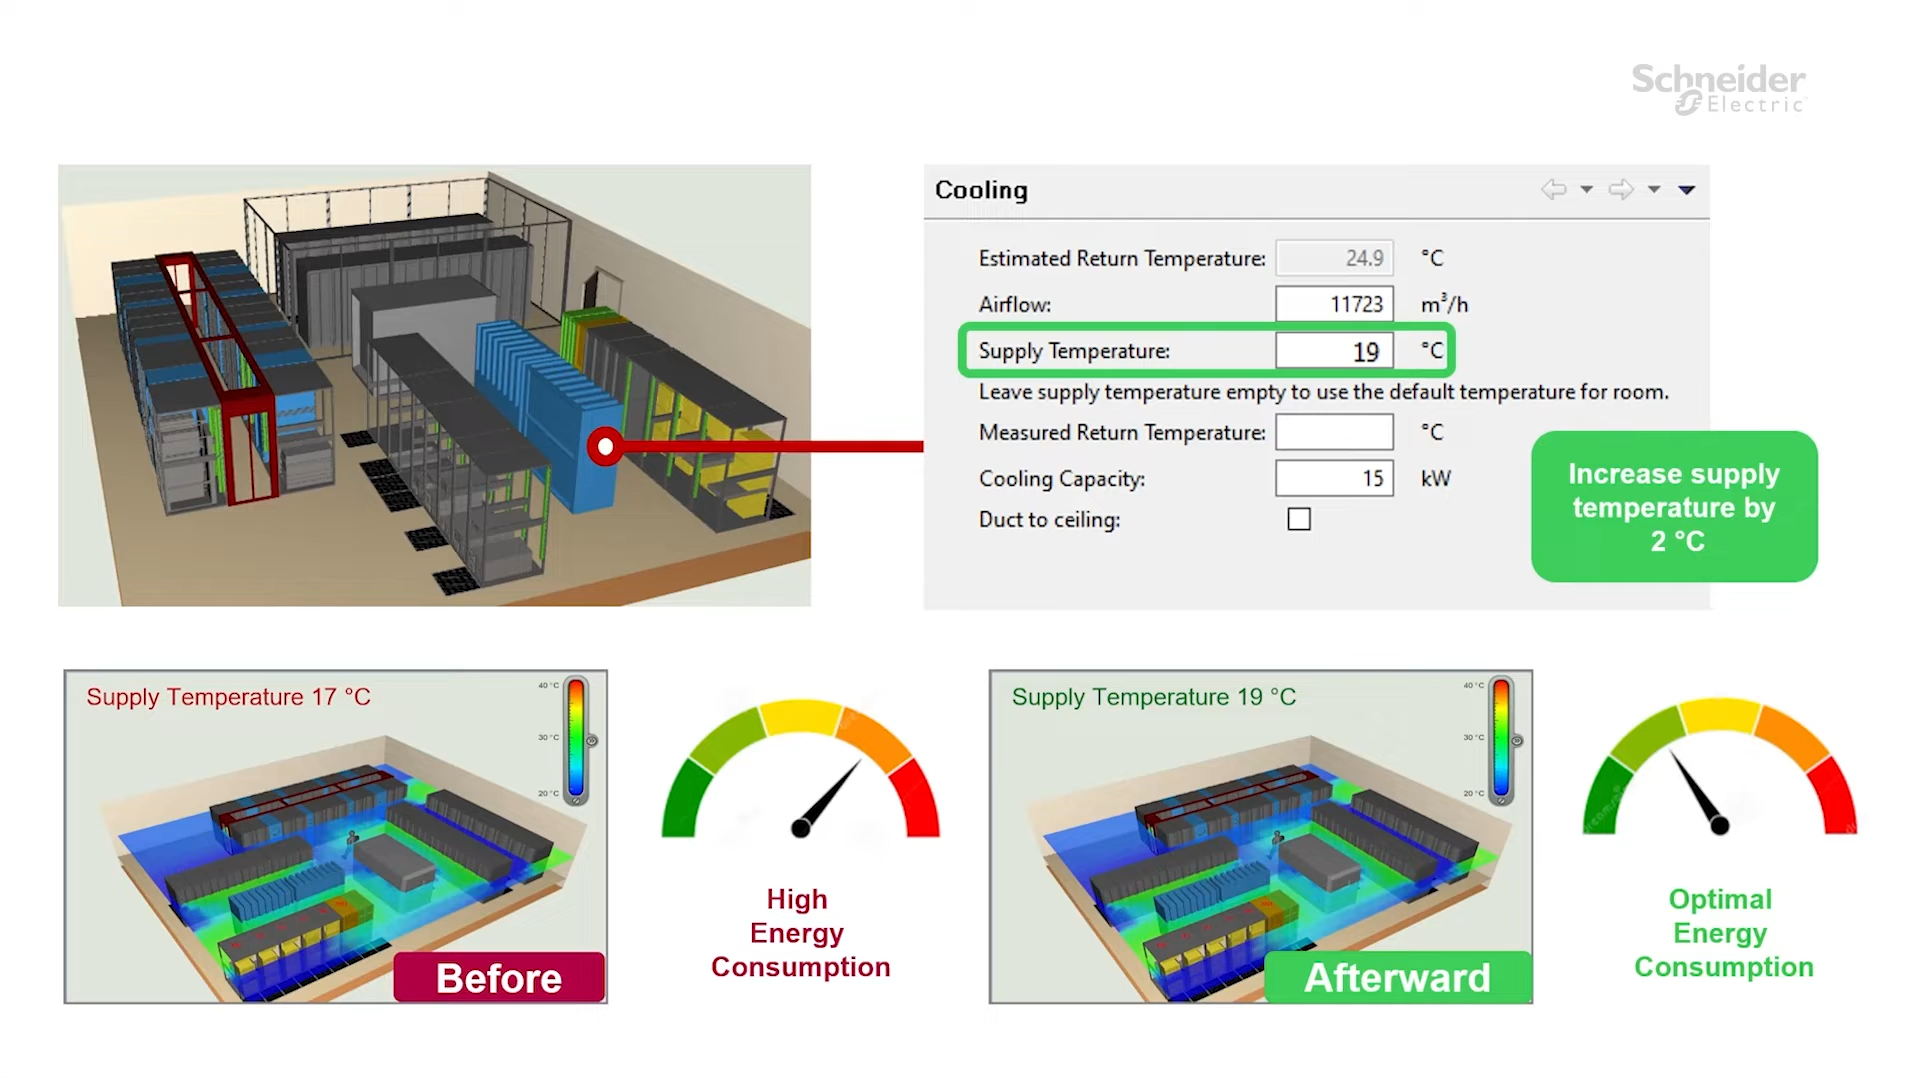 Schneider
Electric
Cooling
Estimated Return Temperature: 24.9 °C
Airflow: 11723 m³/h
Supply Temperature: 19 °C
Leave supply temperature empty to use the default temperature for room.
Measured Return Temperature: °C
Cooling Capacity: 15 kW
Duct to ceiling:
Increase supply
temperature by
2 °C
Supply Temperature 17 °C
40 °C
30 °C
20 °C
Before
High
Energy
Consumption
Supply Temperature 19 °C
40 °C
30 °C
20 °C
Afterward
Optimal
Energy
Consumption